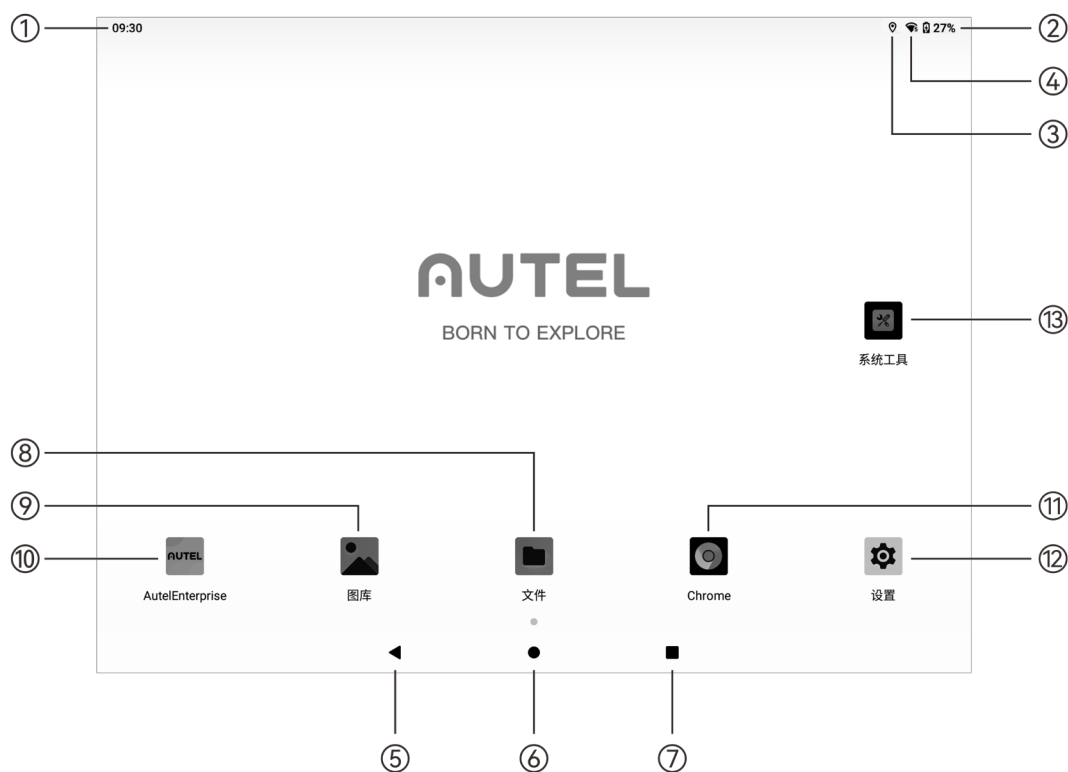 ① 09:30 27% ②
④
③
AUTEL
BORN TO EXPLORE
⑬
系统工具
⑧
⑨ ⑪
⑩ AUTEL ⑫
AutelEnterprise 图库 文件 Chrome 设置
⑤ ⑥ ⑦